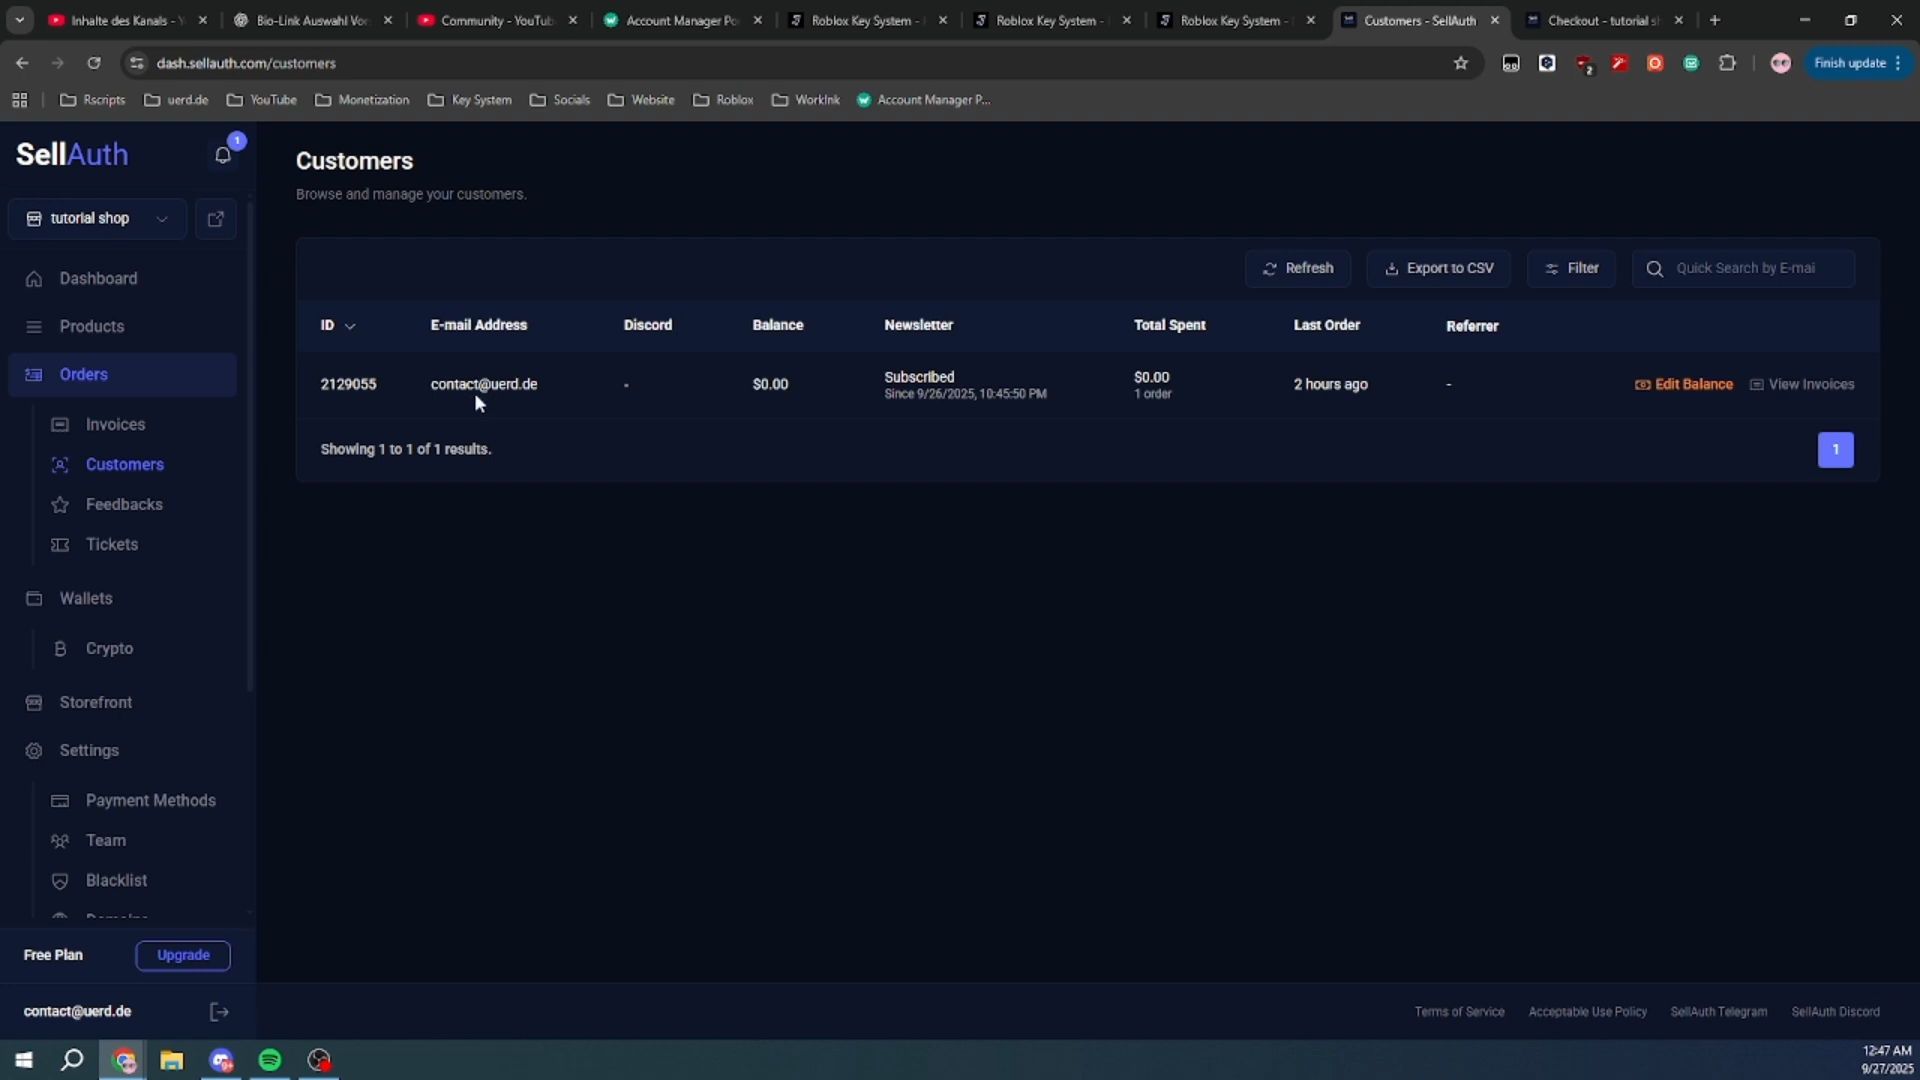 Inhalte des Kanals - Y
Bio-Link Auswahl Vor
Community - YouTub
Account Manager Po
Roblox Key System -
Roblox Key System -
Roblox Key System -
Customers - SellAuth
Checkout - tutorial sh
dash.sellauth.com/customers
2
Finish update
Rscripts
uerd.de
YouTube
Monetization
Key System
Socials
Website
Roblox
WorkInk
Account Manager P...
SellAuth
1
tutorial shop
Dashboard
Products
Orders
Invoices
Customers
Feedbacks
Tickets
Wallets
Crypto
Storefront
Settings
Payment Methods
Team
Blacklist
Domains
Free Plan
Upgrade
contact@uerd.de
Customers
Browse and manage your customers.
Refresh
Export to CSV
Filter
Quick Search by E-mai
ID E-mail Address Discord Balance Newsletter Total Spent Last Order Referrer
2129055 contact@uerd.de - $0.00 Subscribed $0.00 2 hours ago - Edit Balance View Invoices
Since 9/26/2025, 10:45:50 PM 1 order
Showing 1 to 1 of 1 results.
1
Terms of Service
Acceptable Use Policy
SellAuth Telegram
SellAuth Discord
9+
12:47 AM
9/27/2025